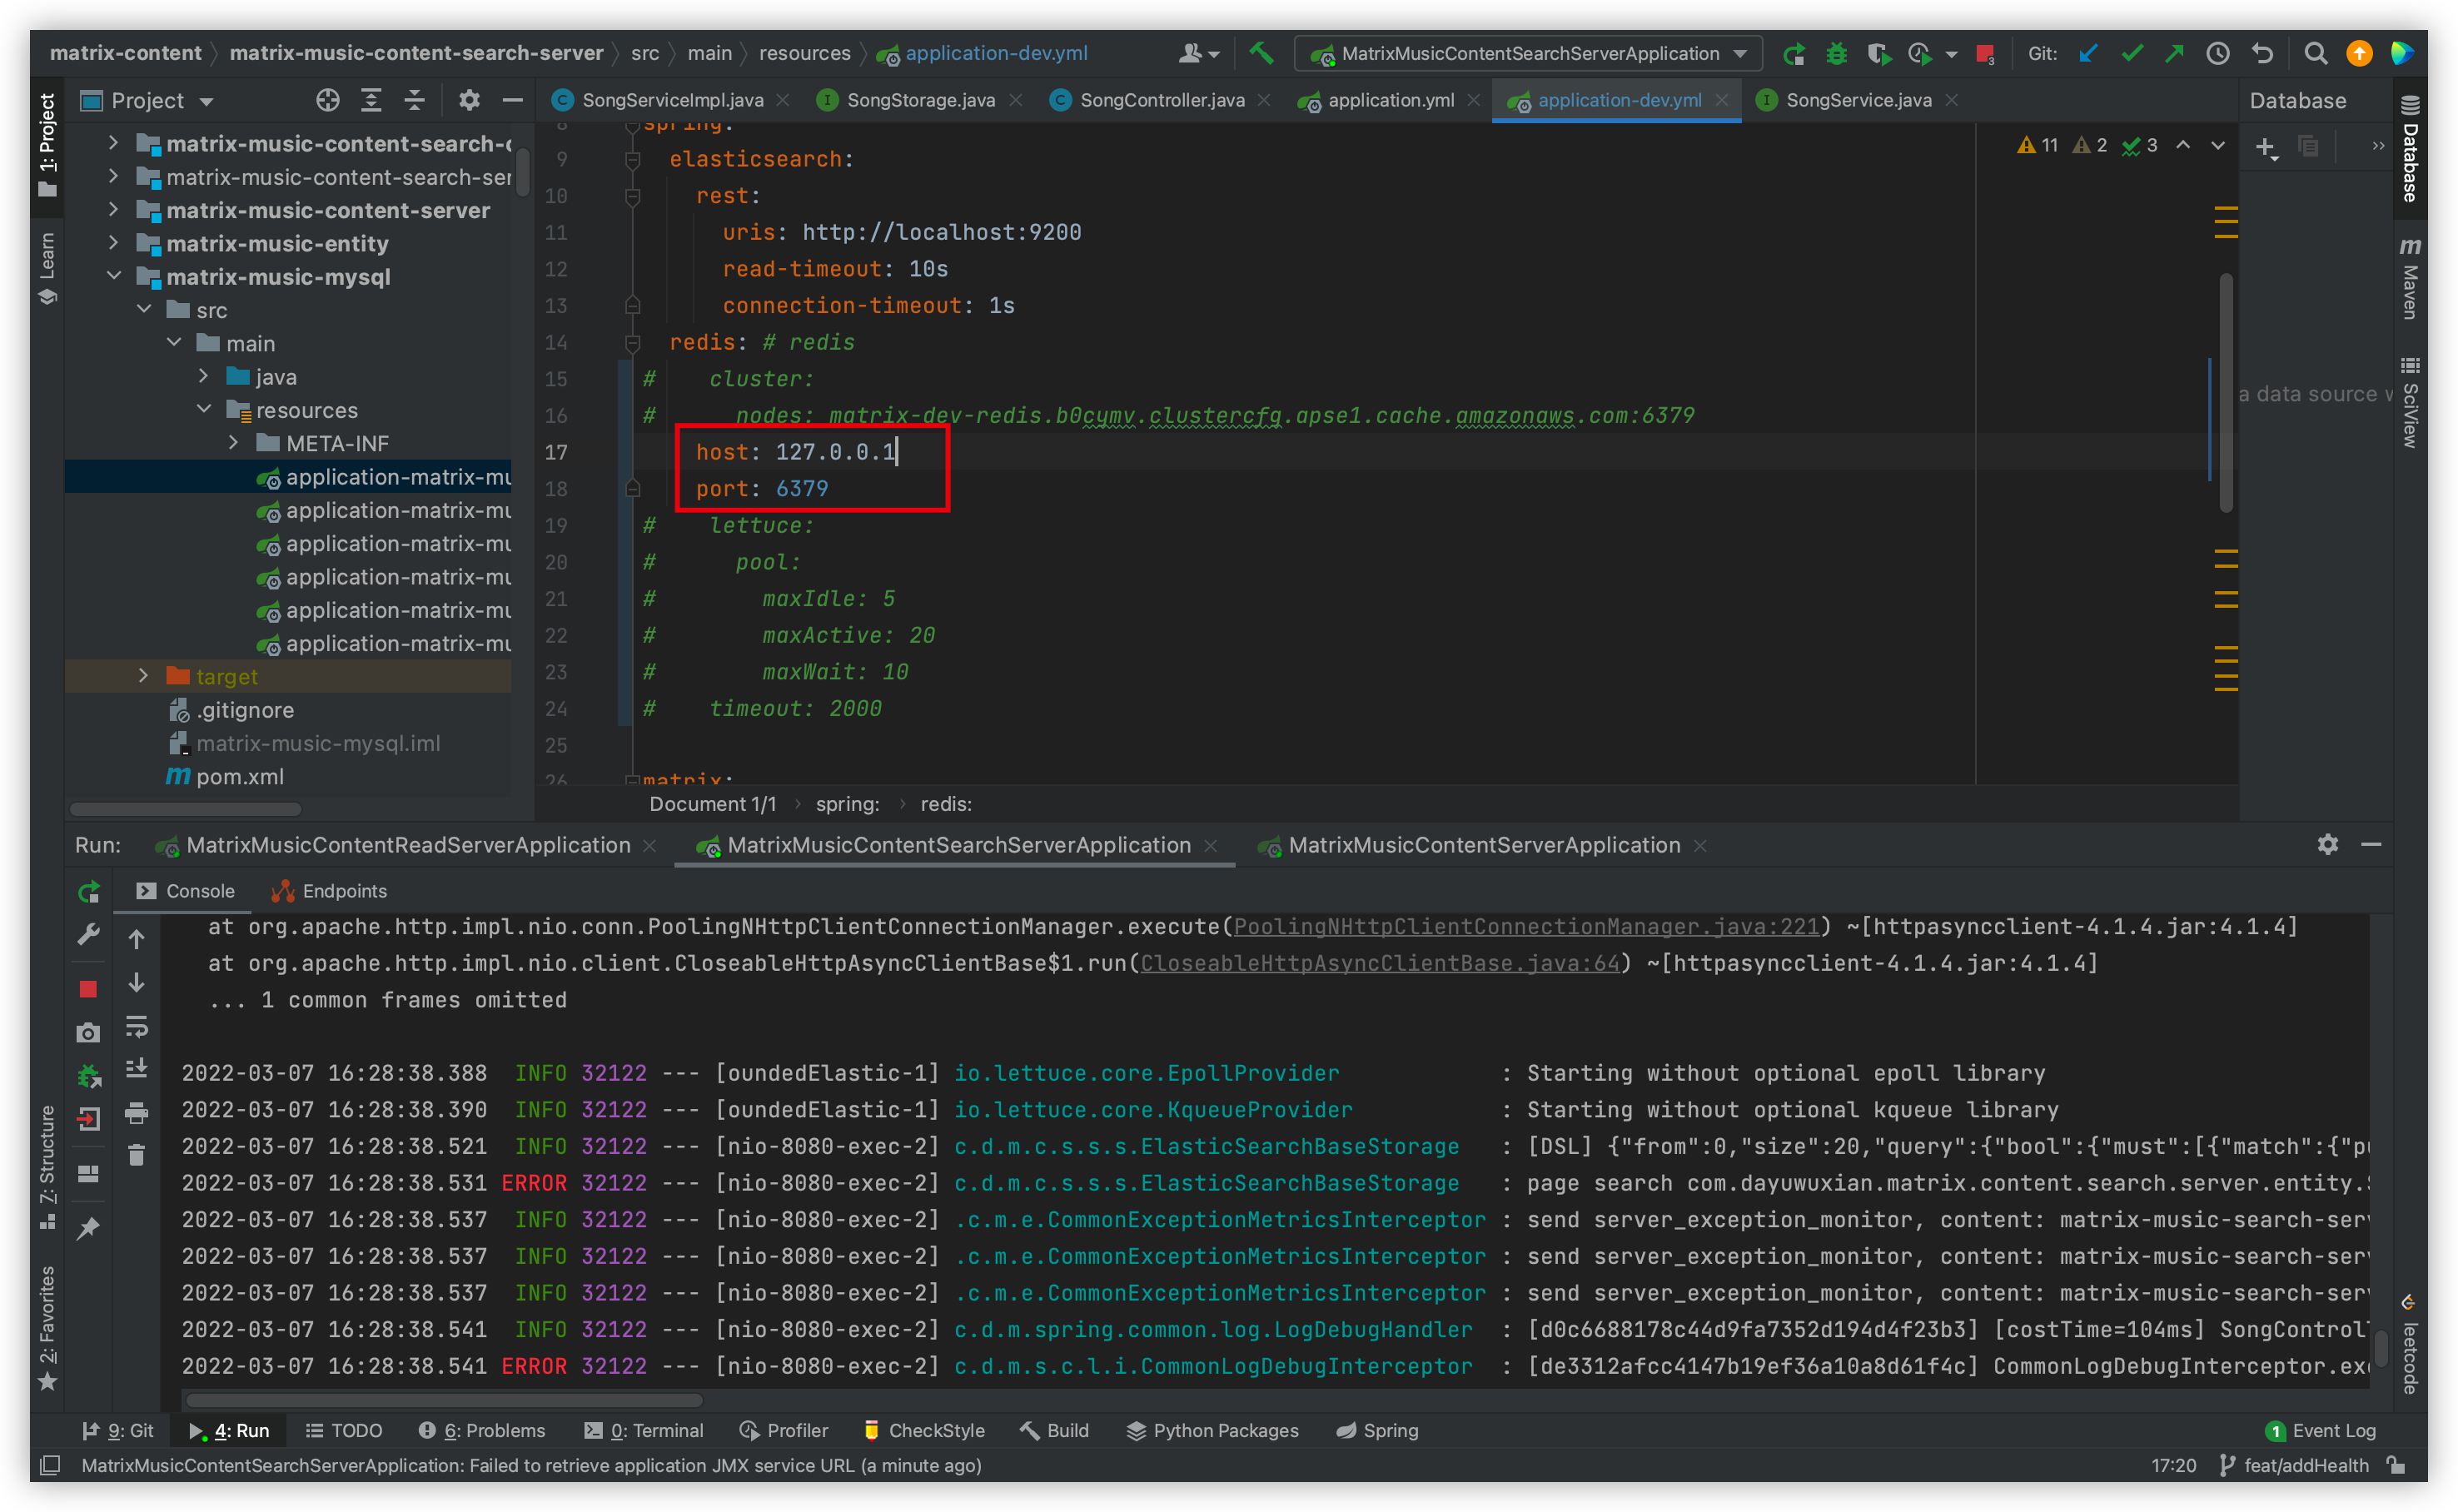 matrix-content matrix-music-content-search-server src main resources application-dev.yml MatrixMusicContentSearchServerApplication 3 Git:
Project SongServiceImpl.java SongStorage.java SongController.java application.yml application-dev.yml SongService.java Database
1: Project
Learn
7: Structure
2: Favorites
matrix-music-content-search-
matrix-music-content-search-ser
matrix-music-content-server
matrix-music-entity
matrix-music-mysql
src
main
java
resources
META-INF
application-matrix-mu
application-matrix-mu
application-matrix-mu
application-matrix-mu
application-matrix-mu
application-matrix-mu
target
.gitignore
matrix-music-mysql.iml
pom.xml
11 2 3
8 spring:
9 elasticsearch:
10 rest:
11 uris: http://localhost:9200
12 read-timeout: 10s
13 connection-timeout: 1s
14 redis: # redis
15 # cluster:
16 # nodes: matrix-dev-redis.b0cymv.clustercfg.apse1.cache.amazonaws.com:6379
17 host: 127.0.0.1
18 port: 6379
19 # lettuce:
20 # pool:
21 # maxIdle: 5
22 # maxActive: 20
23 # maxWait: 10
24 # timeout: 2000
25
26 matrix:
Document 1/1 spring: redis:
a data source
Database
Maven
SciView
leetcode
Run: MatrixMusicContentReadServerApplication MatrixMusicContentSearchServerApplication MatrixMusicContentServerApplication
Console Endpoints
at org.apache.http.impl.nio.conn.PoolingNHttpClientConnectionManager.execute(PoolingNHttpClientConnectionManager.java:221) ~[httpasyncclient-4.1.4.jar:4.1.4]
at org.apache.http.impl.nio.client.CloseableHttpAsyncClientBase$1.run(CloseableHttpAsyncClientBase.java:64) ~[httpasyncclient-4.1.4.jar:4.1.4]
... 1 common frames omitted
2022-03-07 16:28:38.388 INFO 32122 --- [oundedElastic-1] io.lettuce.core.EpollProvider : Starting without optional epoll library
2022-03-07 16:28:38.390 INFO 32122 --- [oundedElastic-1] io.lettuce.core.KqueueProvider : Starting without optional kqueue library
2022-03-07 16:28:38.521 INFO 32122 --- [nio-8080-exec-2] c.d.m.c.s.s.s.ElasticSearchBaseStorage : [DSL] {"from":0,"size":20,"query":{"bool":{"must":[{"match":{"pu
2022-03-07 16:28:38.531 ERROR 32122 --- [nio-8080-exec-2] c.d.m.c.s.s.s.ElasticSearchBaseStorage : page search com.dayuwuxian.matrix.content.search.server.entity.S
2022-03-07 16:28:38.537 INFO 32122 --- [nio-8080-exec-2] .c.m.e.CommonExceptionMetricsInterceptor : send server_exception_monitor, content: matrix-music-search-serv
2022-03-07 16:28:38.537 INFO 32122 --- [nio-8080-exec-2] .c.m.e.CommonExceptionMetricsInterceptor : send server_exception_monitor, content: matrix-music-search-serv
2022-03-07 16:28:38.537 INFO 32122 --- [nio-8080-exec-2] .c.m.e.CommonExceptionMetricsInterceptor : send server_exception_monitor, content: matrix-music-search-serv
2022-03-07 16:28:38.541 INFO 32122 --- [nio-8080-exec-2] c.d.m.spring.common.log.LogDebugHandler : [d0c6688178c44d9fa7352d194d4f23b3] [costTime=104ms] SongControl
2022-03-07 16:28:38.541 ERROR 32122 --- [nio-8080-exec-2] c.d.m.s.c.l.i.CommonLogDebugInterceptor : [de3312afcc4147b19ef36a10a8d61f4c] CommonLogDebugInterceptor.exe
9: Git 4: Run TODO 6: Problems 0: Terminal Profiler CheckStyle Build Python Packages Spring 1 Event Log
MatrixMusicContentSearchServerApplication: Failed to retrieve application JMX service URL (a minute ago) 17:20 feat/addHealth